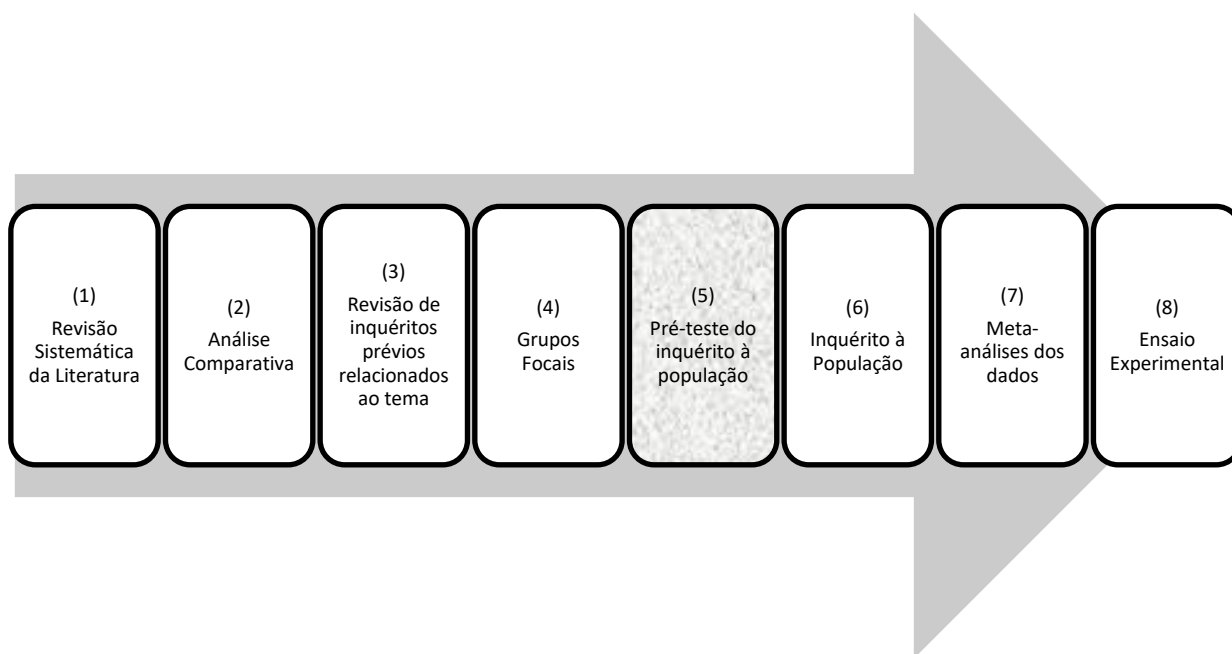 (1)
Revisão
Sistemática
da Literatura
(2)
Análise
Comparativa
(3)
Revisão de
inquéritos
prévios
relacionados
ao tema
(4)
Grupos
Focais
(5)
Pré-teste do
inquérito à
população
(6)
Inquérito à
População
(7)
Meta-
análises dos
dados
(8)
Ensaio
Experimental